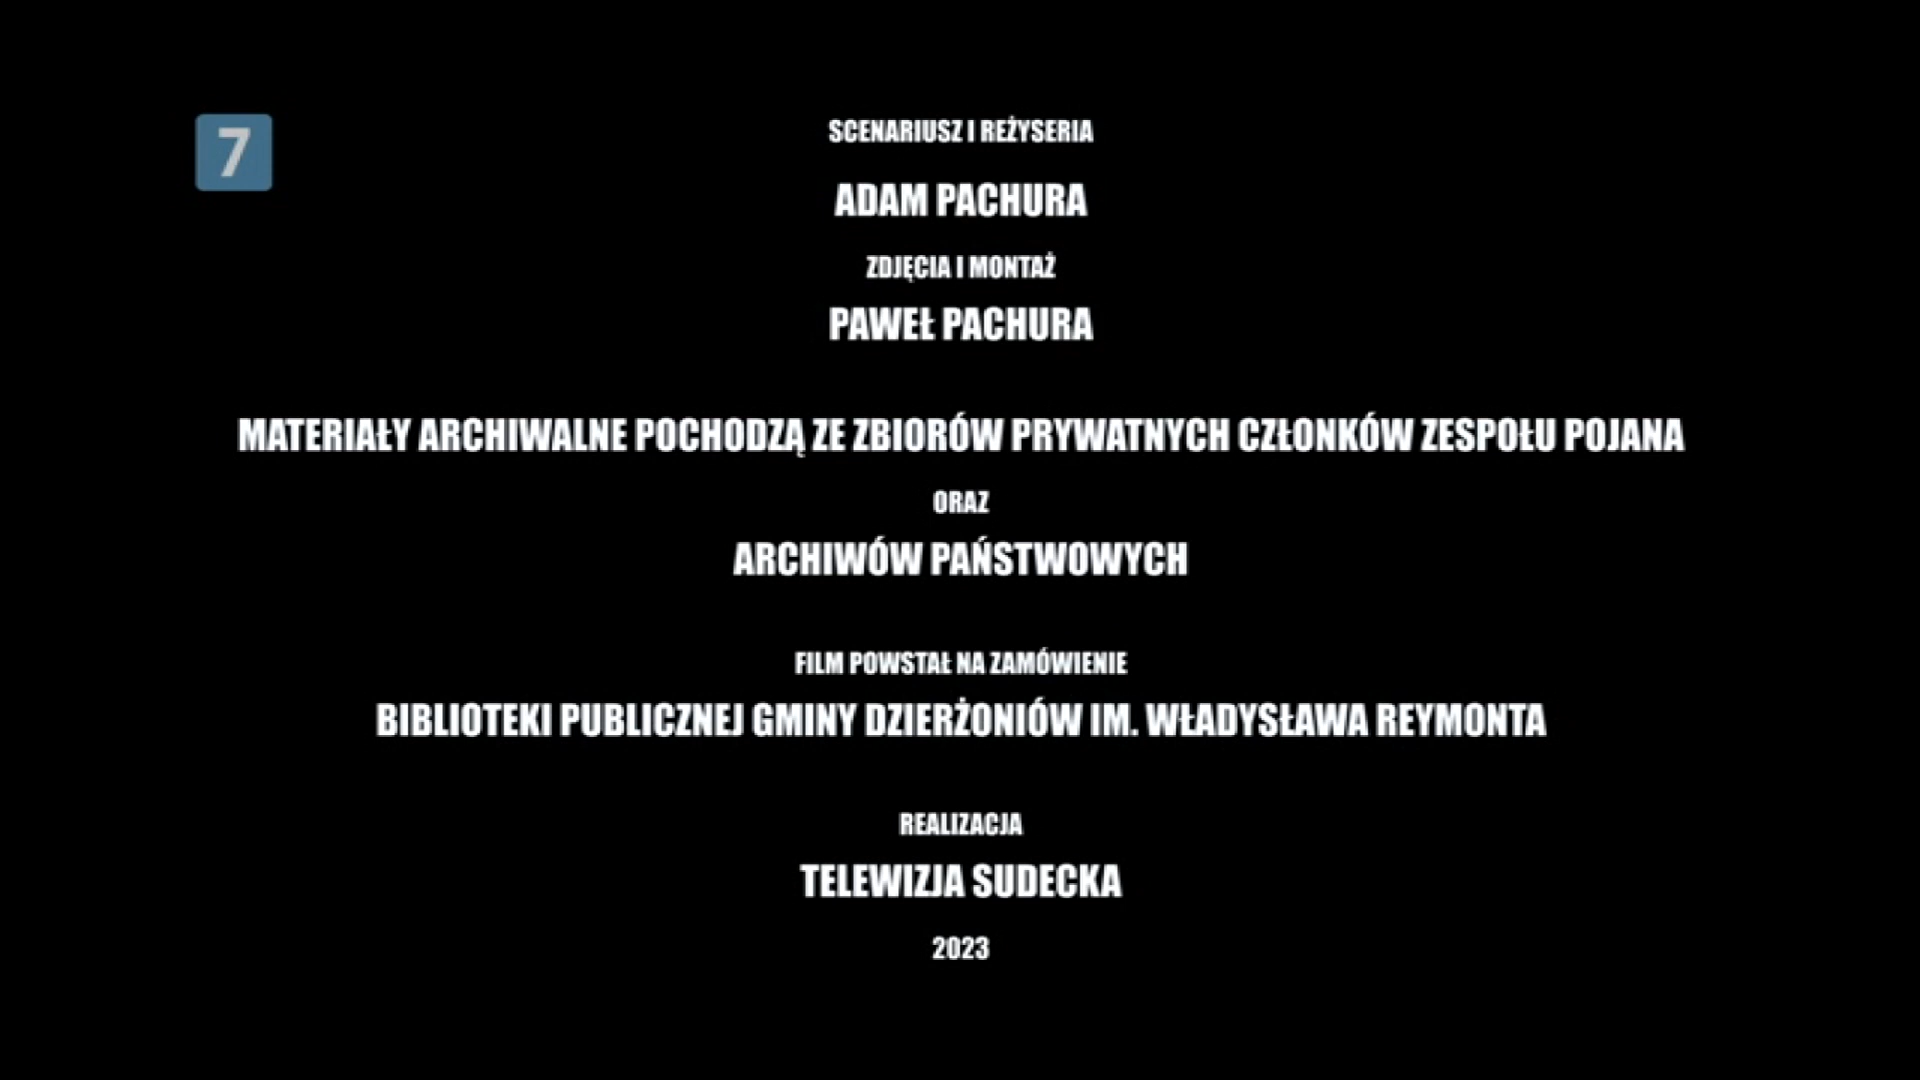 7
SCENARIUSZ I REŻYSERIA
ADAM PACHURA
ZDJĘCIA I MONTAŻ
PAWEŁ PACHURA
MATERIAŁY ARCHIWALNE POCHODZĄ ZE ZBIORÓW PRYWATNYCH CZŁONKÓW ZESPOŁU POJANA
ORAZ
ARCHIWÓW PAŃSTWOWYCH
FILM POWSTAŁ NA ZAMÓWIENIE
BIBLIOTEKI PUBLICZNEJ GMINY DZIERŻONIÓW IM. WŁADYSŁAWA REYMONTA
REALIZACJA
TELEWIZJA SUDECKA
2023